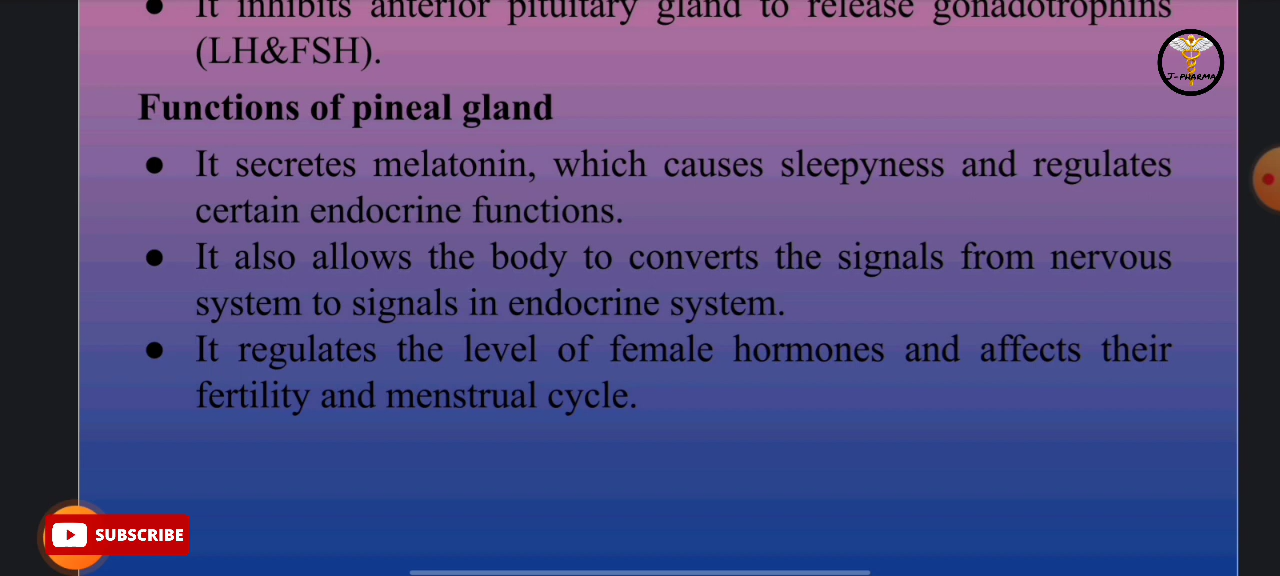 It inhibits anterior pituitary gland to release gonadotrophins
(LH&FSH).
J-PHARMA
Functions of pineal gland
● It secretes melatonin, which causes sleepyness and regulates
certain endocrine functions.
● It also allows the body to converts the signals from nervous
system to signals in endocrine system.
● It regulates the level of female hormones and affects their
fertility and menstrual cycle.
SUBSCRIBE